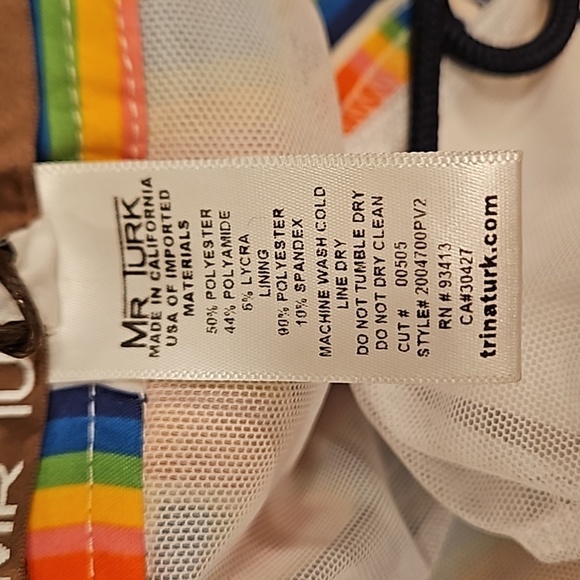 MR TURK
MADE IN CALIFORNIA
USA OF IMPORTED
MATERIALS
50% POLYESTER
44% POLYAMIDE
6% LYCRA
LINING
90% POLYESTER
10% SPANDEX
MACHINE WASH COLD
LINE DRY
DO NOT TUMBLE DRY
DO NOT DRY CLEAN
CUT# 00505
STYLE# 2004700PV2
RN# 93413
CA#30427
trinaturk.com
MR TU